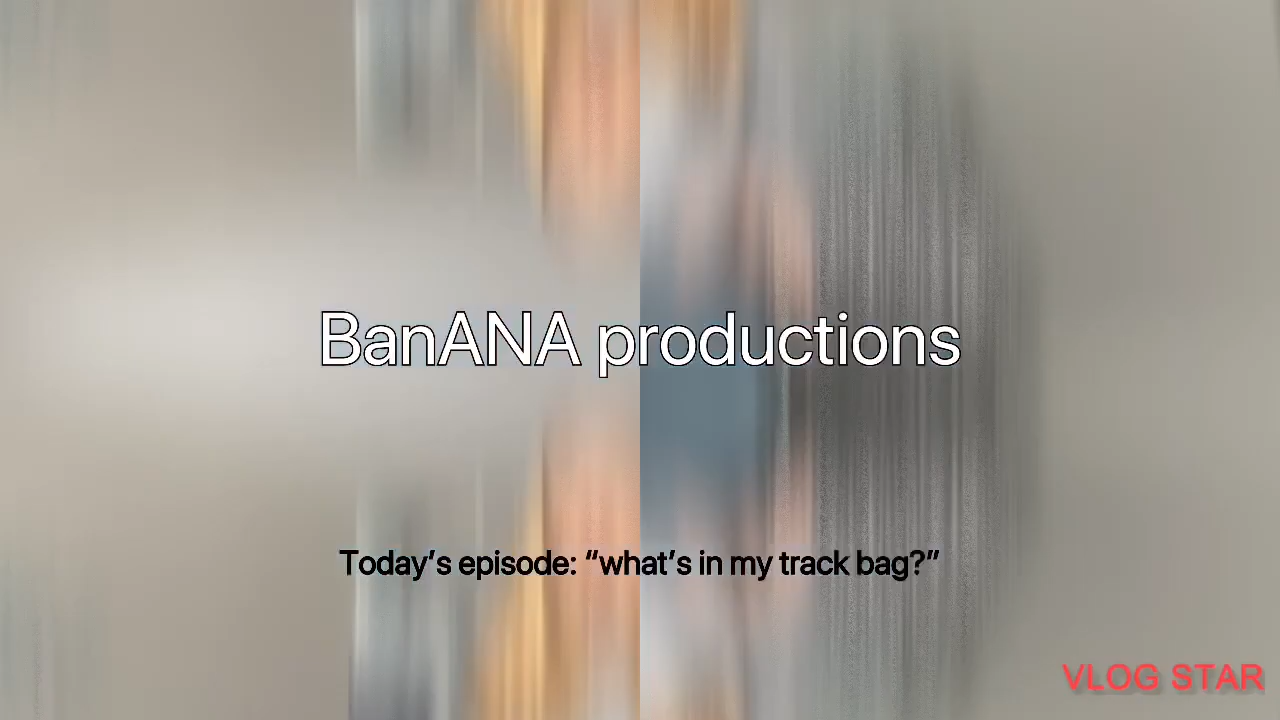 BanANA productions
Today’s episode: “what’s in my track bag?”
VLOG STAR